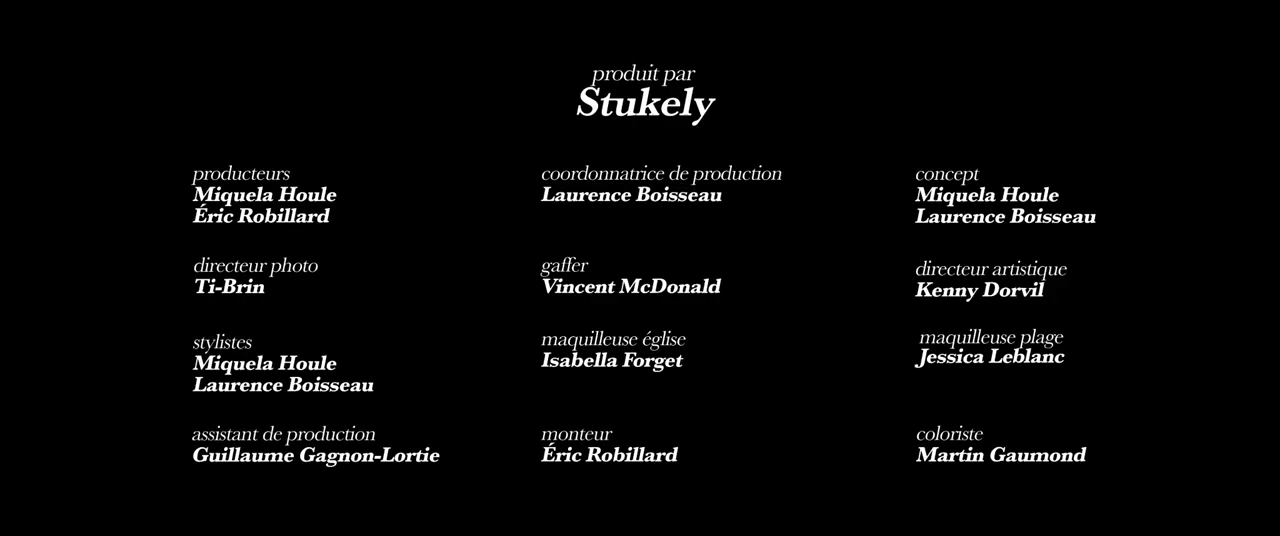 produit par
Stukely
producteurs
Miquela Houle
Éric Robillard
coordonnatrice de production
Laurence Boisseau
concept
Miquela Houle
Laurence Boisseau
directeur photo
Ti-Brin
gaffer
Vincent McDonald
directeur artistique
Kenny Dorvil
stylistes
Miquela Houle
Laurence Boisseau
maquilleuse église
Isabella Forget
maquilleuse plage
Jessica Leblanc
assistant de production
Guillaume Gagnon-Lortie
monteur
Éric Robillard
coloriste
Martin Gaumond